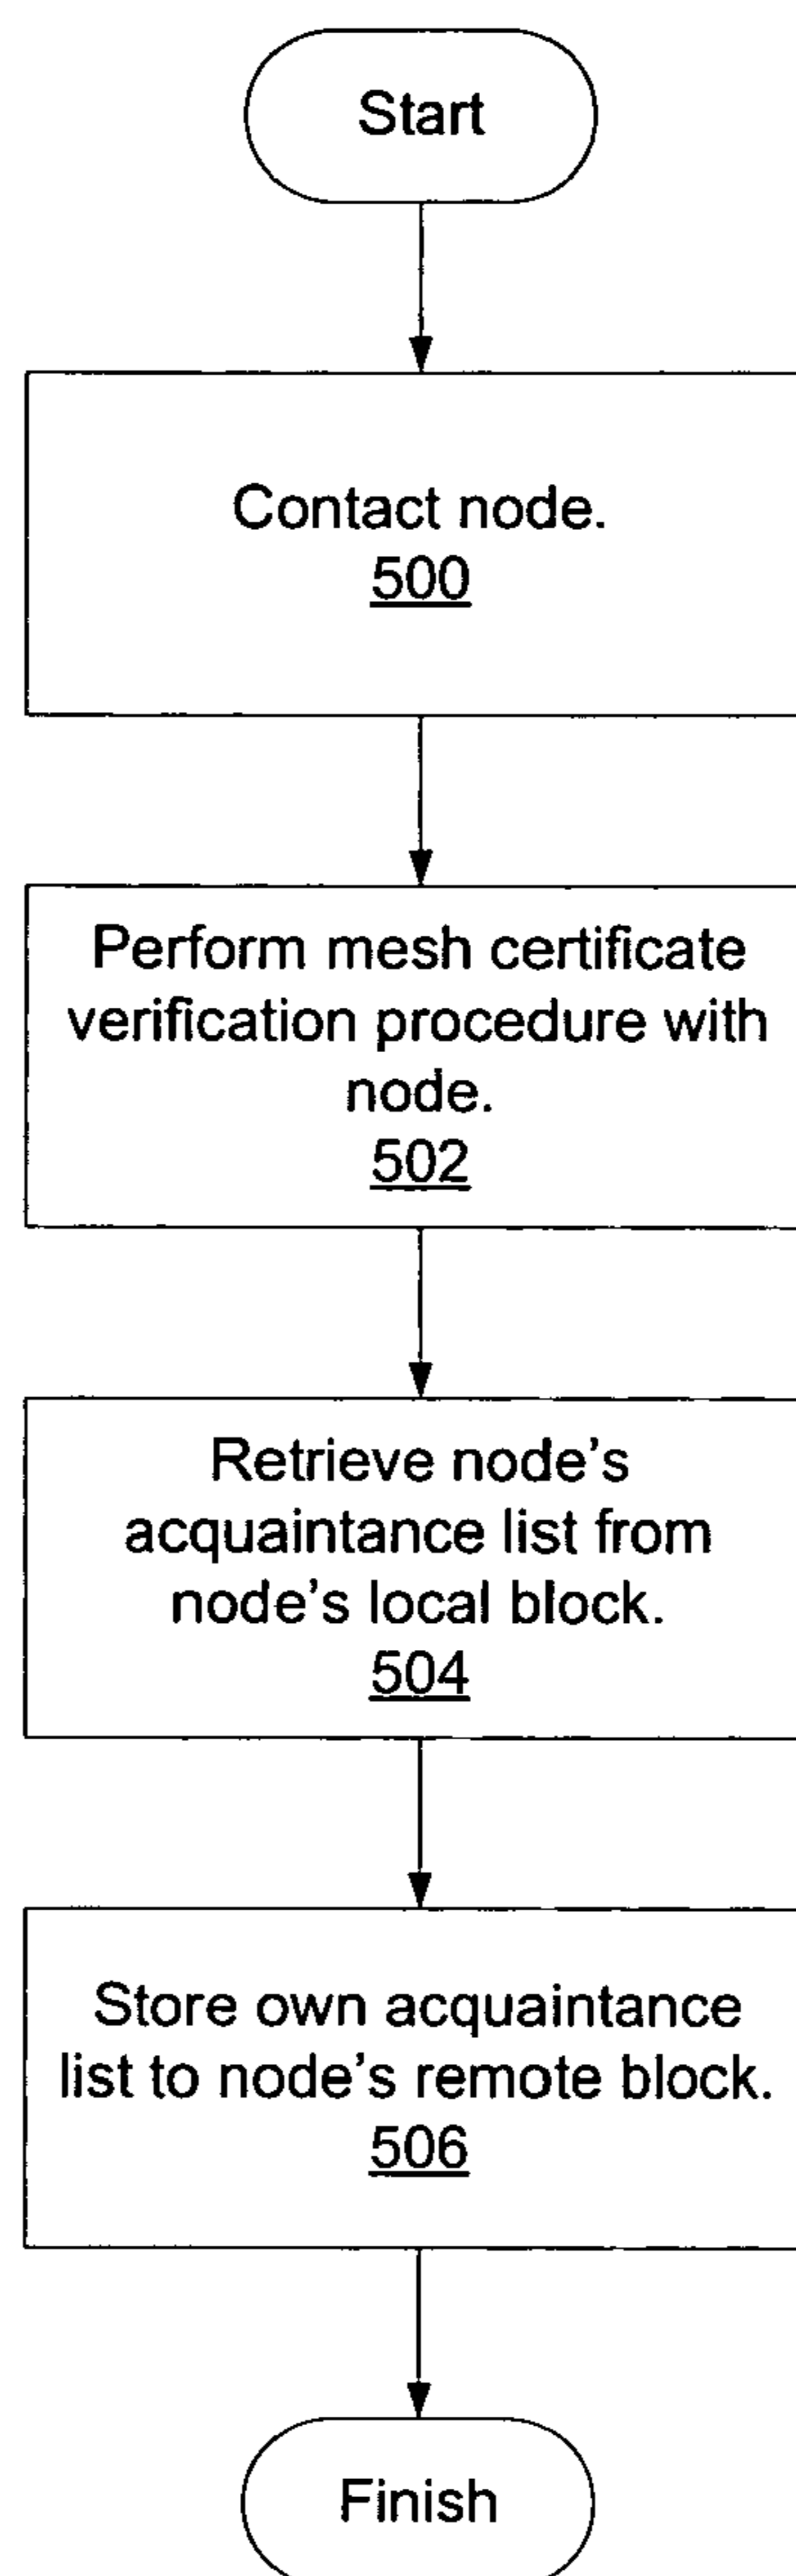 Start
Contact node.
500
Perform mesh certificate
verification procedure with
node.
502
Retrieve node's
acquaintance list from
node's local block.
504
Store own acquaintance
list to node's remote block.
506
Finish